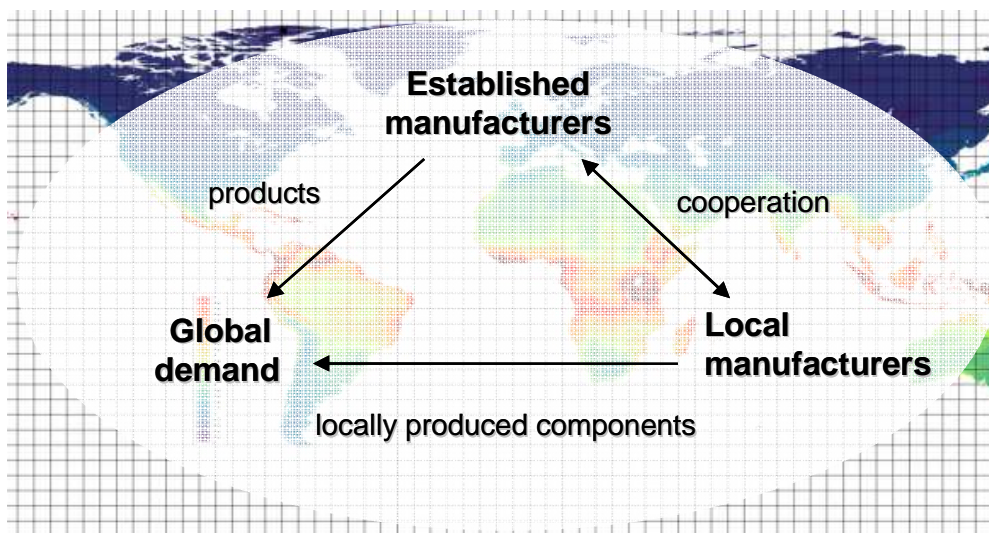 Established
manufacturers
products
cooperation
Global
demand
Local
manufacturers
locally produced components